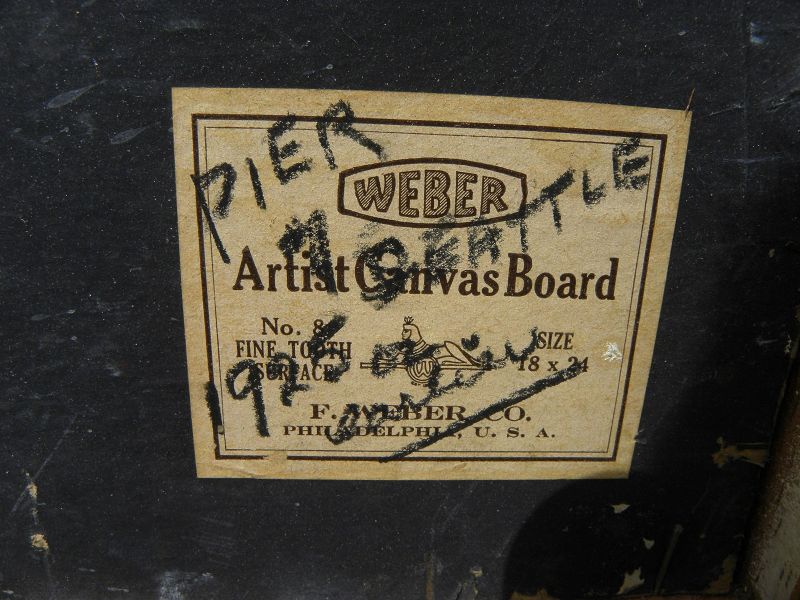 PIER
SEATTLE
WEBER
Artist Canvas Board
No. 8
FINE TOOTH
SURFACE
SIZE
18 x 24
W
F. WEBER CO.
PHILADELPHIA, U. S. A.